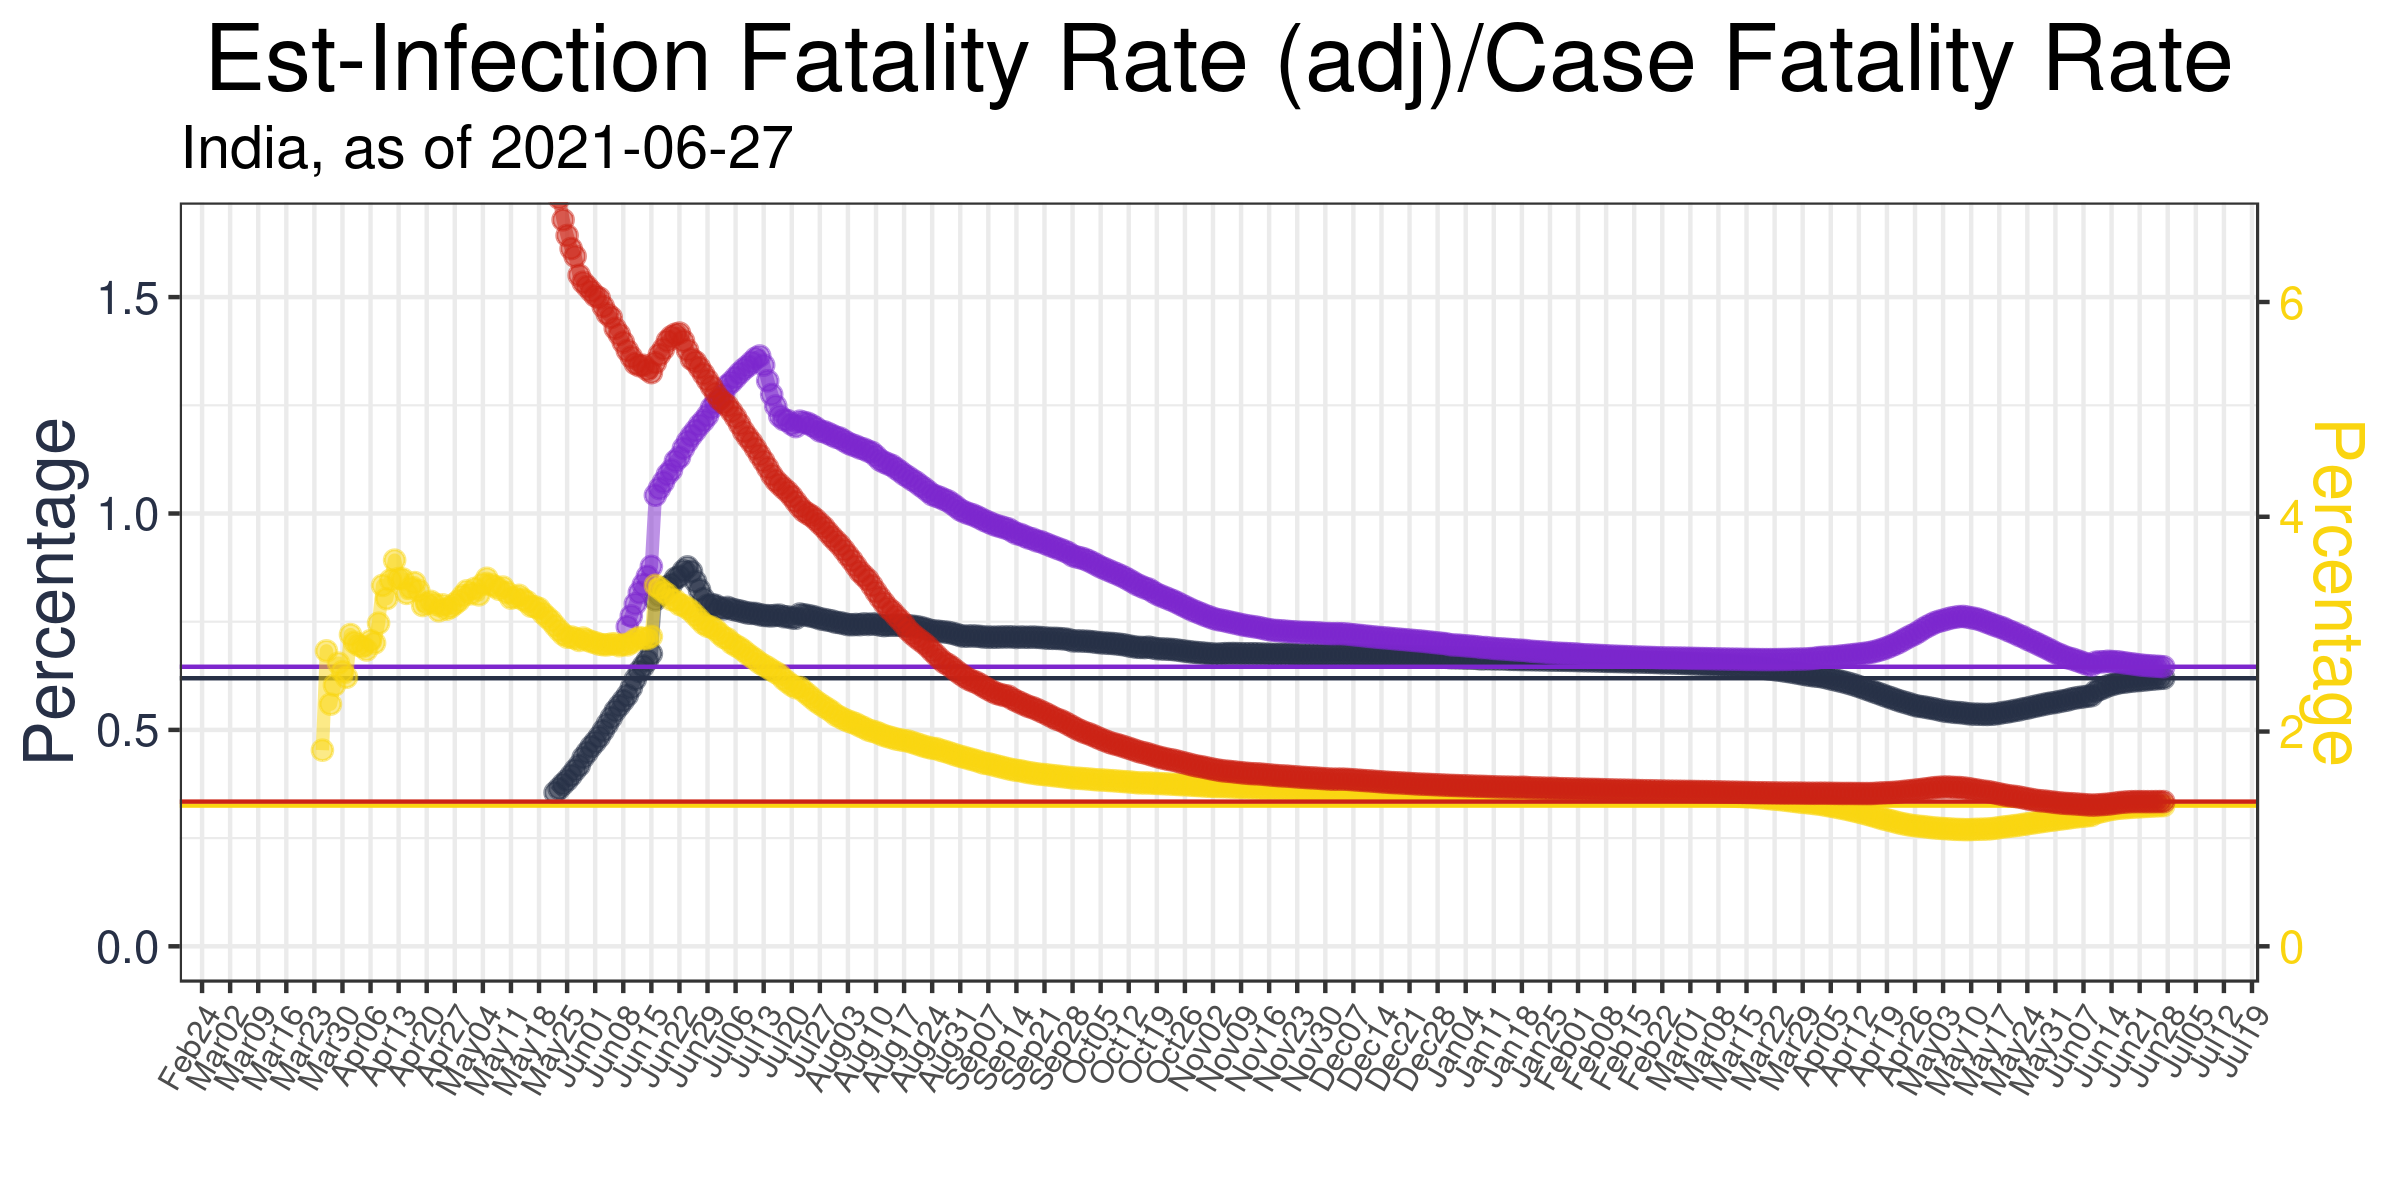 Est-Infection Fatality Rate (adj)/Case Fatality Rate
India, as of 2021-06-27
Percentage
1.5
1.0
0.5
0.0
6
4
2
0
Percentage
Feb24
Mar02
Mar09
Mar16
Mar23
Mar30
Apr06
Apr13
Apr20
Apr27
May04
May11
May18
May25
Jun01
Jun08
Jun15
Jun22
Jun29
Jul06
Jul13
Jul20
Jul27
Aug03
Aug10
Aug17
Aug24
Aug31
Sep07
Sep14
Sep21
Sep28
Oct05
Oct12
Oct19
Oct26
Nov02
Nov09
Nov16
Nov23
Nov30
Dec07
Dec14
Dec21
Dec28
Jan04
Jan11
Jan18
Jan25
Feb01
Feb08
Feb15
Feb22
Mar01
Mar08
Mar15
Mar22
Mar29
Apr05
Apr12
Apr19
Apr26
May03
May10
May17
May24
May31
Jun07
Jun14
Jun21
Jun28
Jul05
Jul12
Jul19